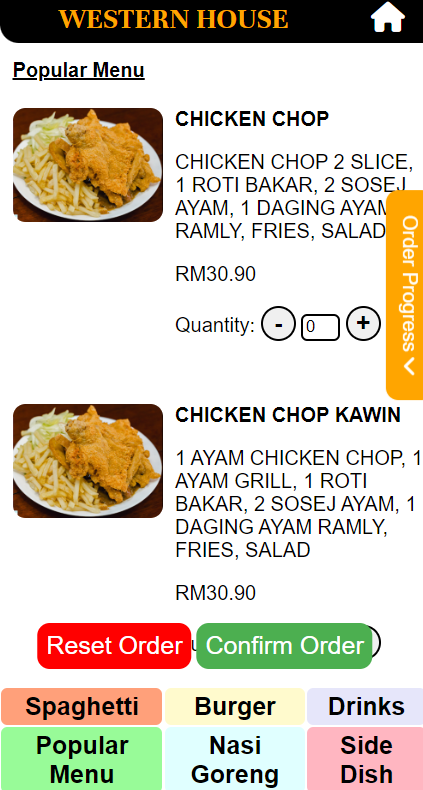 WESTERN HOUSE
Popular Menu
CHICKEN CHOP
CHICKEN CHOP 2 SLICE,
1 ROTI BAKAR, 2 SOSEJ
AYAM, 1 DAGING AYAM
RAMLY, FRIES, SALAD
RM30.90
Quantity: - 0 +
Order Progress
CHICKEN CHOP KAWIN
1 AYAM CHICKEN CHOP, 1
AYAM GRILL, 1 ROTI
BAKAR, 2 SOSEJ AYAM, 1
DAGING AYAM RAMLY,
FRIES, SALAD
RM30.90
Reset Order Confirm Order
Spaghetti Burger Drinks
Popular Menu
Nasi Goreng
Side Dish